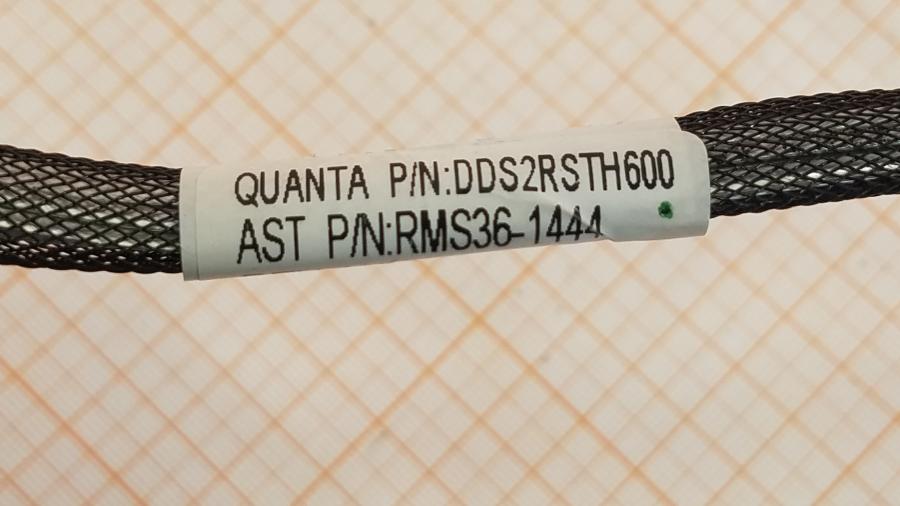 QUANTA P/N:DDS2RSTH600
AST P/N:RMS36-1444